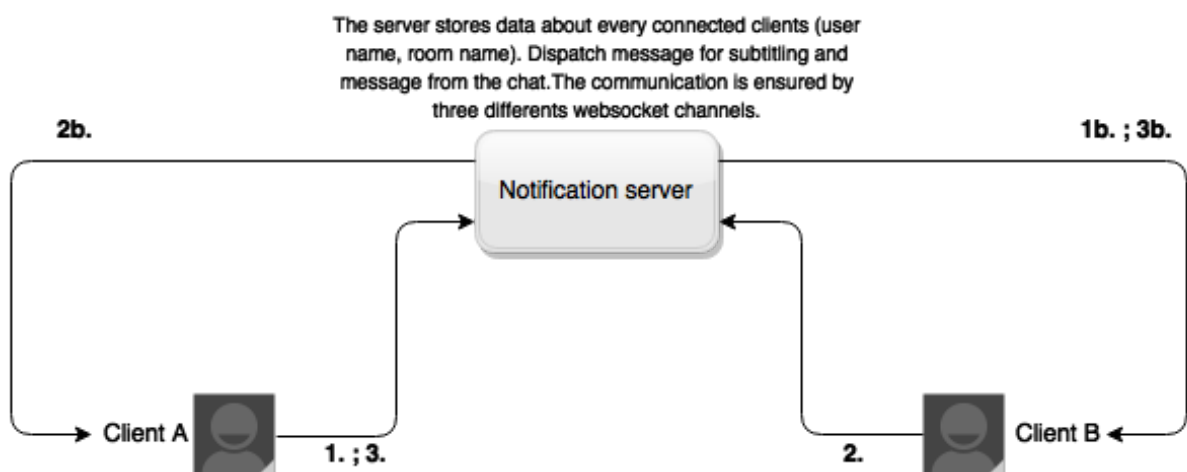 The server stores data about every connected clients (user
name, room name). Dispatch message for subtitling and
message from the chat.The communication is ensured by
three differents websocket channels.
2b.
1b. ; 3b.
Notification server
Client A
1. ; 3.
2.
Client B